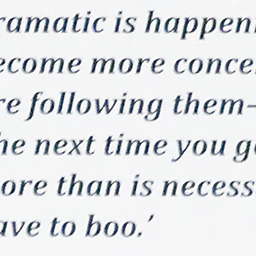 ramatic is happeni
ecome more conce
re following them—
he next time you g
ore than is necess
ave to boo.’